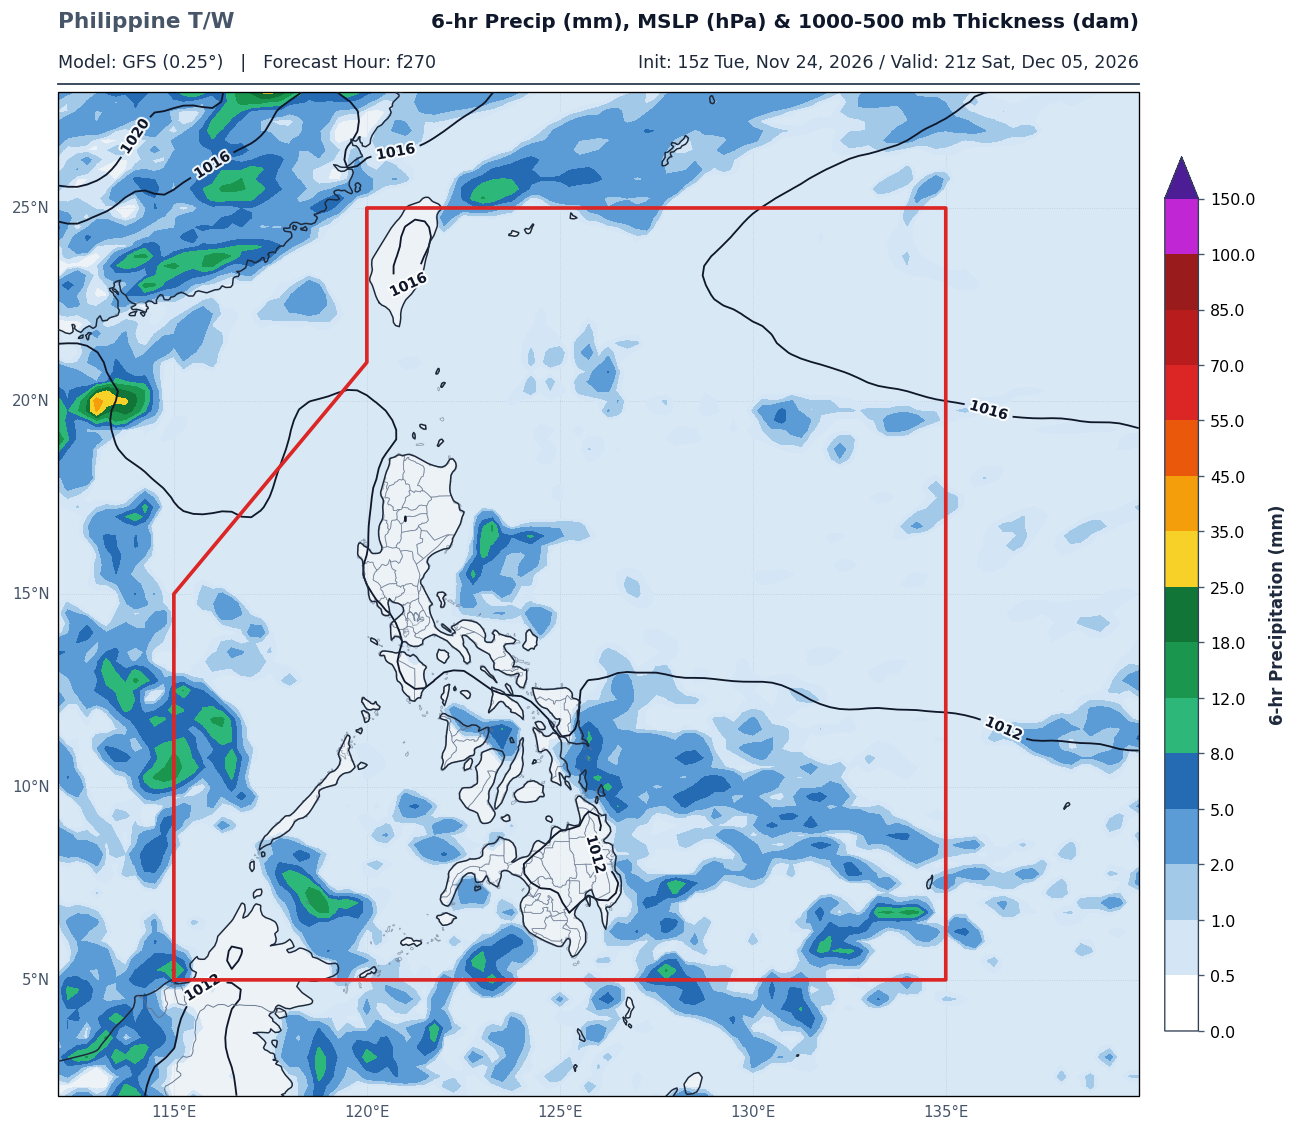 Philippine T/W
6-hr Precip (mm), MSLP (hPa) & 1000-500 mb Thickness (dam)
Model: GFS (0.25°) | Forecast Hour: f270
Init: 15z Tue, Nov 24, 2026 / Valid: 21z Sat, Dec 05, 2026
1020
1016
1016
1016
1016
1012
1012
1012
25°N
20°N
15°N
10°N
5°N
115°E
120°E
125°E
130°E
135°E
150.0
100.0
85.0
70.0
55.0
45.0
35.0
25.0
18.0
12.0
8.0
5.0
2.0
1.0
0.5
0.0
6-hr Precipitation (mm)